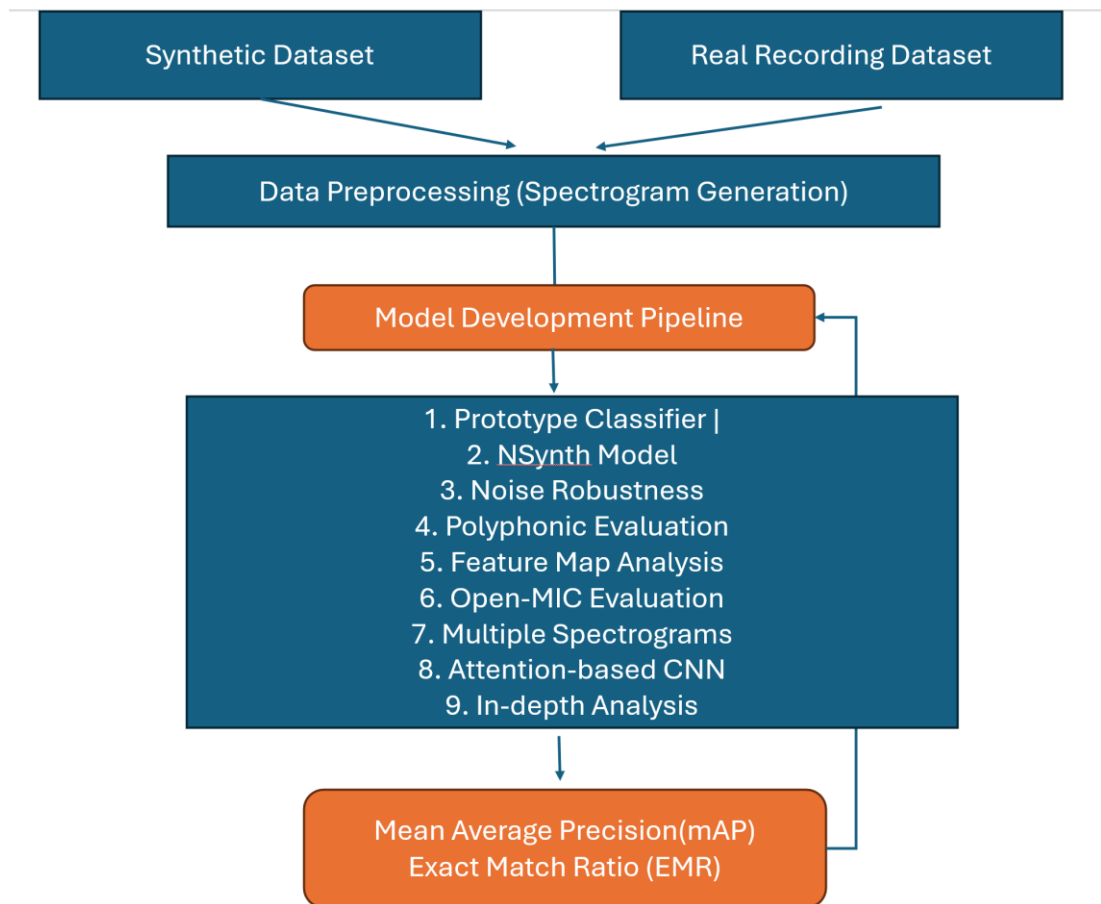 Synthetic Dataset
Real Recording Dataset
Data Preprocessing (Spectrogram Generation)
Model Development Pipeline
1. Prototype Classifier |
2. NSynth Model
3. Noise Robustness
4. Polyphonic Evaluation
5. Feature Map Analysis
6. Open-MIC Evaluation
7. Multiple Spectrograms
8. Attention-based CNN
9. In-depth Analysis
Mean Average Precision(mAP)
Exact Match Ratio (EMR)